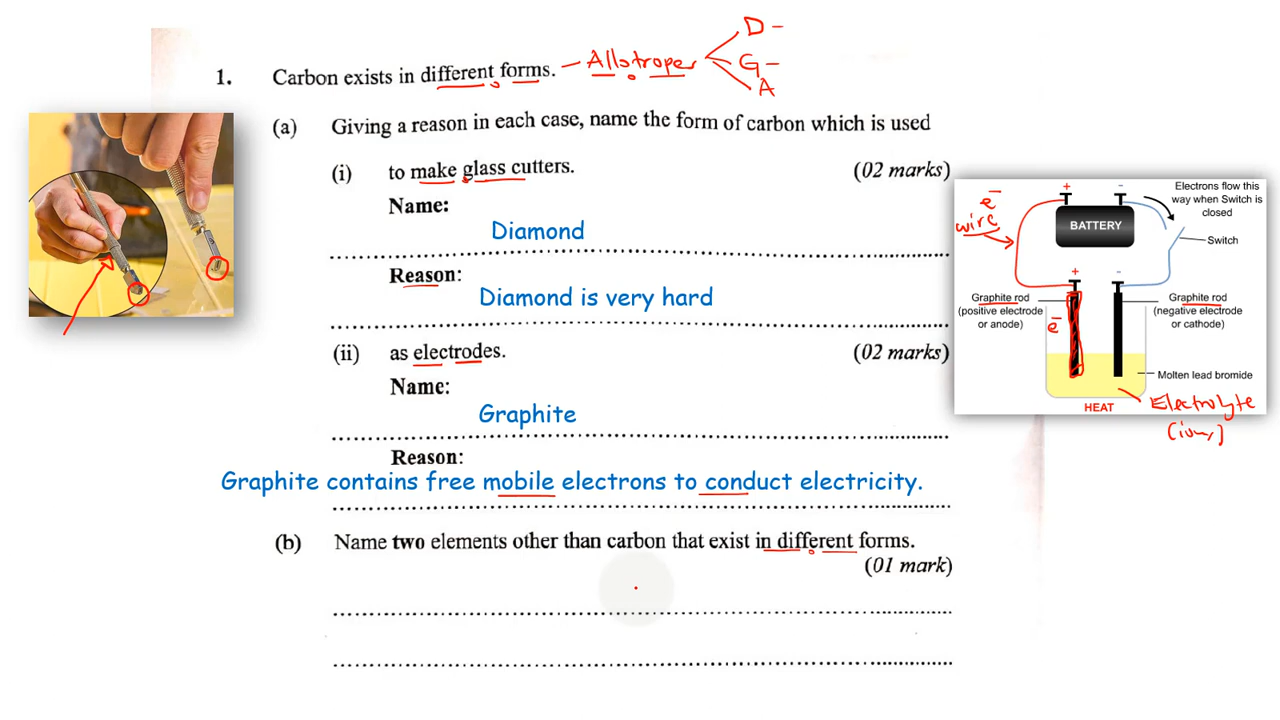 D -
1. Carbon exists in different forms. - Allotroper G -
A
(a) Giving a reason in each case, name the form of carbon which is used
(i) to make glass cutters. (02 marks)
Name:
Diamond
Reason:
Diamond is very hard
(ii) as electrodes. (02 marks)
Name:
Graphite
Reason:
Graphite contains free mobile electrons to conduct electricity.
(b) Name two elements other than carbon that exist in different forms.
(01 mark)
+ -
Electrons flow this
way when Switch is
closed
e-
wire
BATTERY
Switch
+ -
Graphite rod
(positive electrode
or anode)
e-
Graphite rod
(negative electrode
or cathode)
Molten lead bromide
HEAT
Electrolyte
(ions)